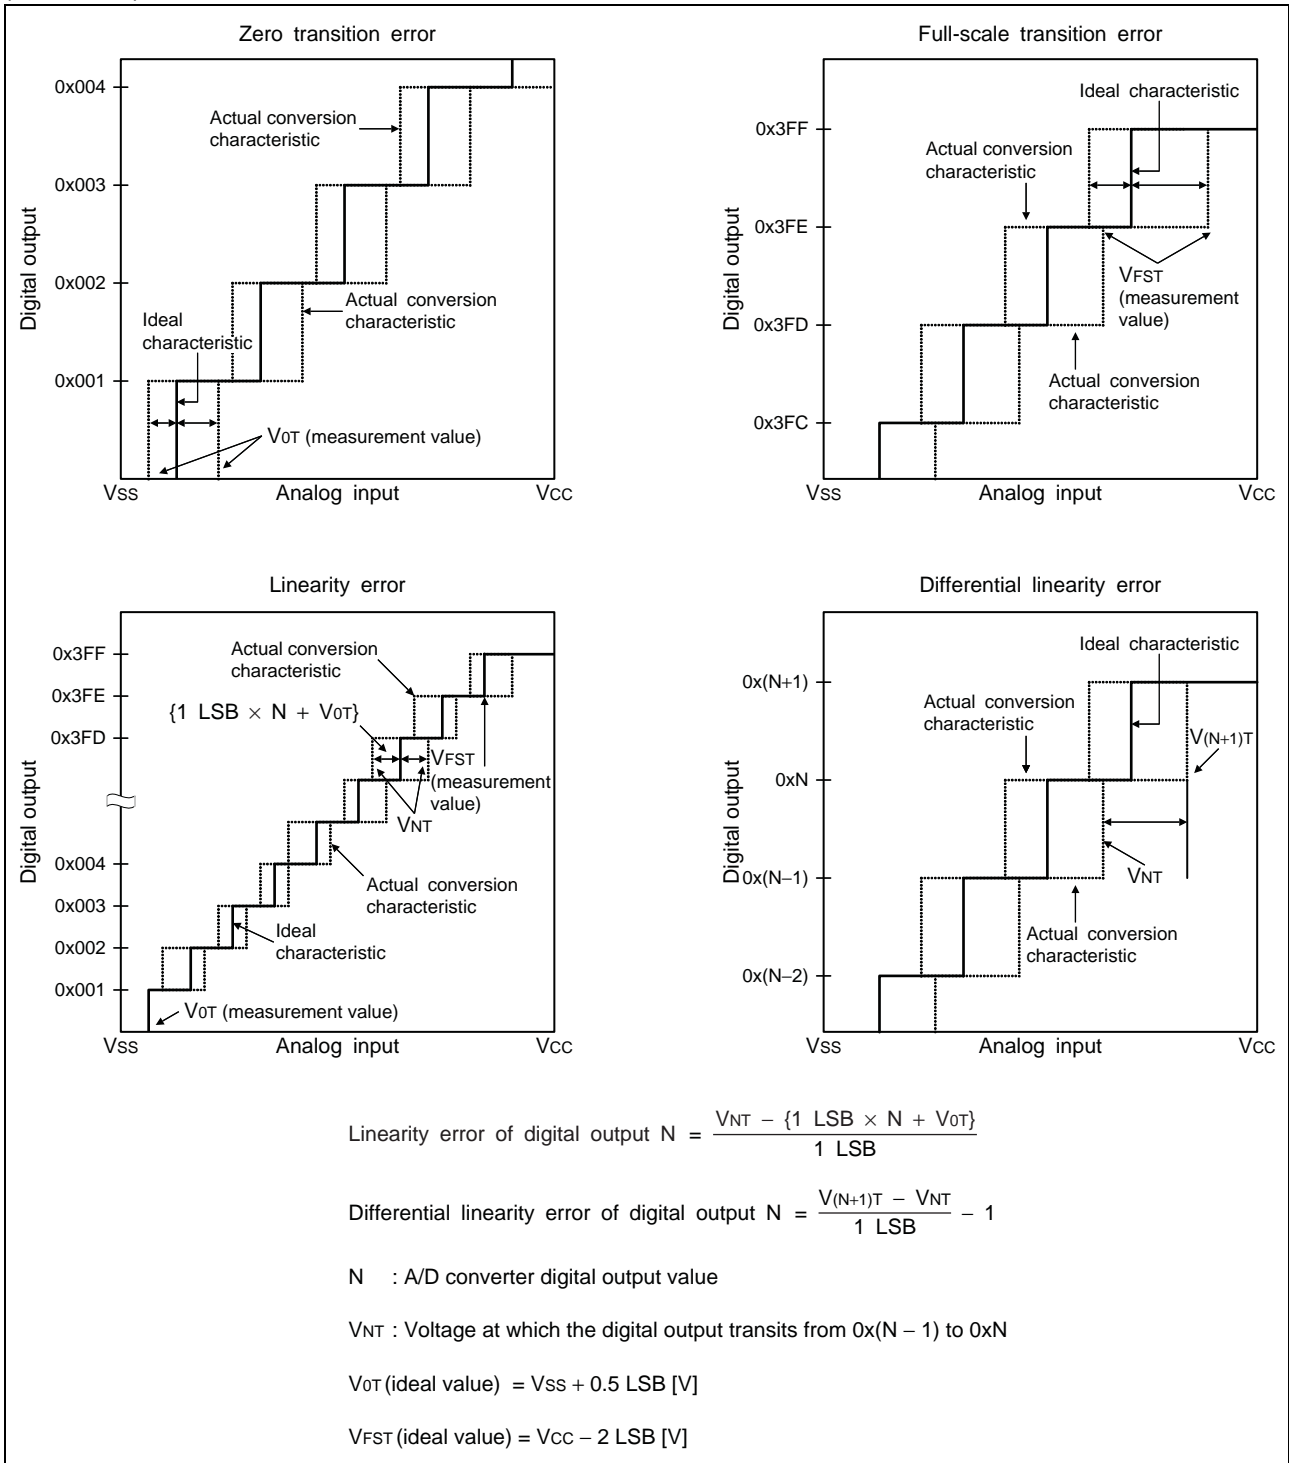 Zero transition error
0x004
0x003
0x002
0x001
Digital output
Actual conversion
characteristic
Actual conversion
characteristic
Ideal
characteristic
V0T (measurement value)
VSS
Analog input
VCC
Full-scale transition error
0x3FF
0x3FE
0x3FD
0x3FC
Digital output
Ideal characteristic
Actual conversion
characteristic
VFST
(measurement
value)
Actual conversion
characteristic
VSS
Analog input
VCC
Linearity error
0x3FF
0x3FE
0x3FD
0x004
0x003
0x002
0x001
Digital output
Actual conversion
characteristic
{1 LSB × N + V0T}
VFST
(measurement
value)
VNT
Actual conversion
characteristic
Ideal
characteristic
V0T (measurement value)
VSS
Analog input
VCC
Differential linearity error
0x(N+1)
0xN
0x(N−1)
0x(N−2)
Digital output
Ideal characteristic
Actual conversion
characteristic
V(N+1)T
VNT
Actual conversion
characteristic
VSS
Analog input
VCC
Linearity error of digital output N = VNT − {1 LSB × N + V0T}
1 LSB
Differential linearity error of digital output N = V(N+1)T − VNT − 1
1 LSB
N : A/D converter digital output value
VNT : Voltage at which the digital output transits from 0x(N − 1) to 0xN
V0T (ideal value) = VSS + 0.5 LSB [V]
VFST (ideal value) = VCC − 2 LSB [V]